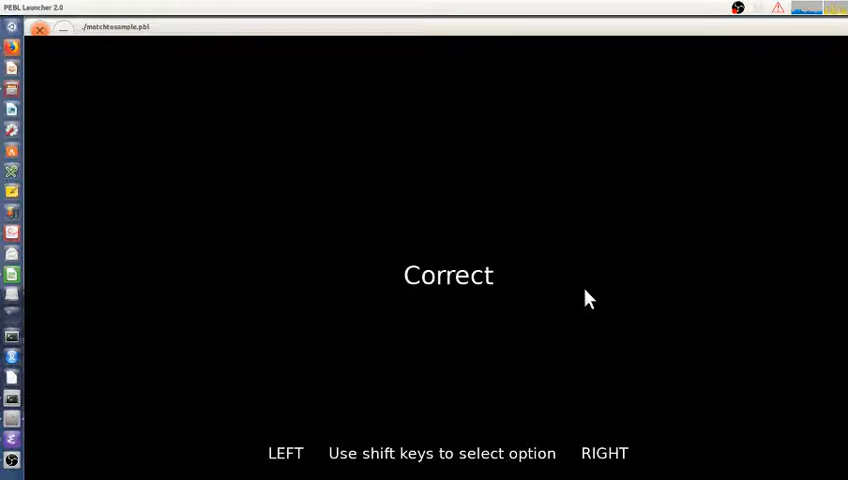 PEBL Launcher 2.0
./matchtosample.pbl
Correct
LEFT Use shift keys to select option RIGHT